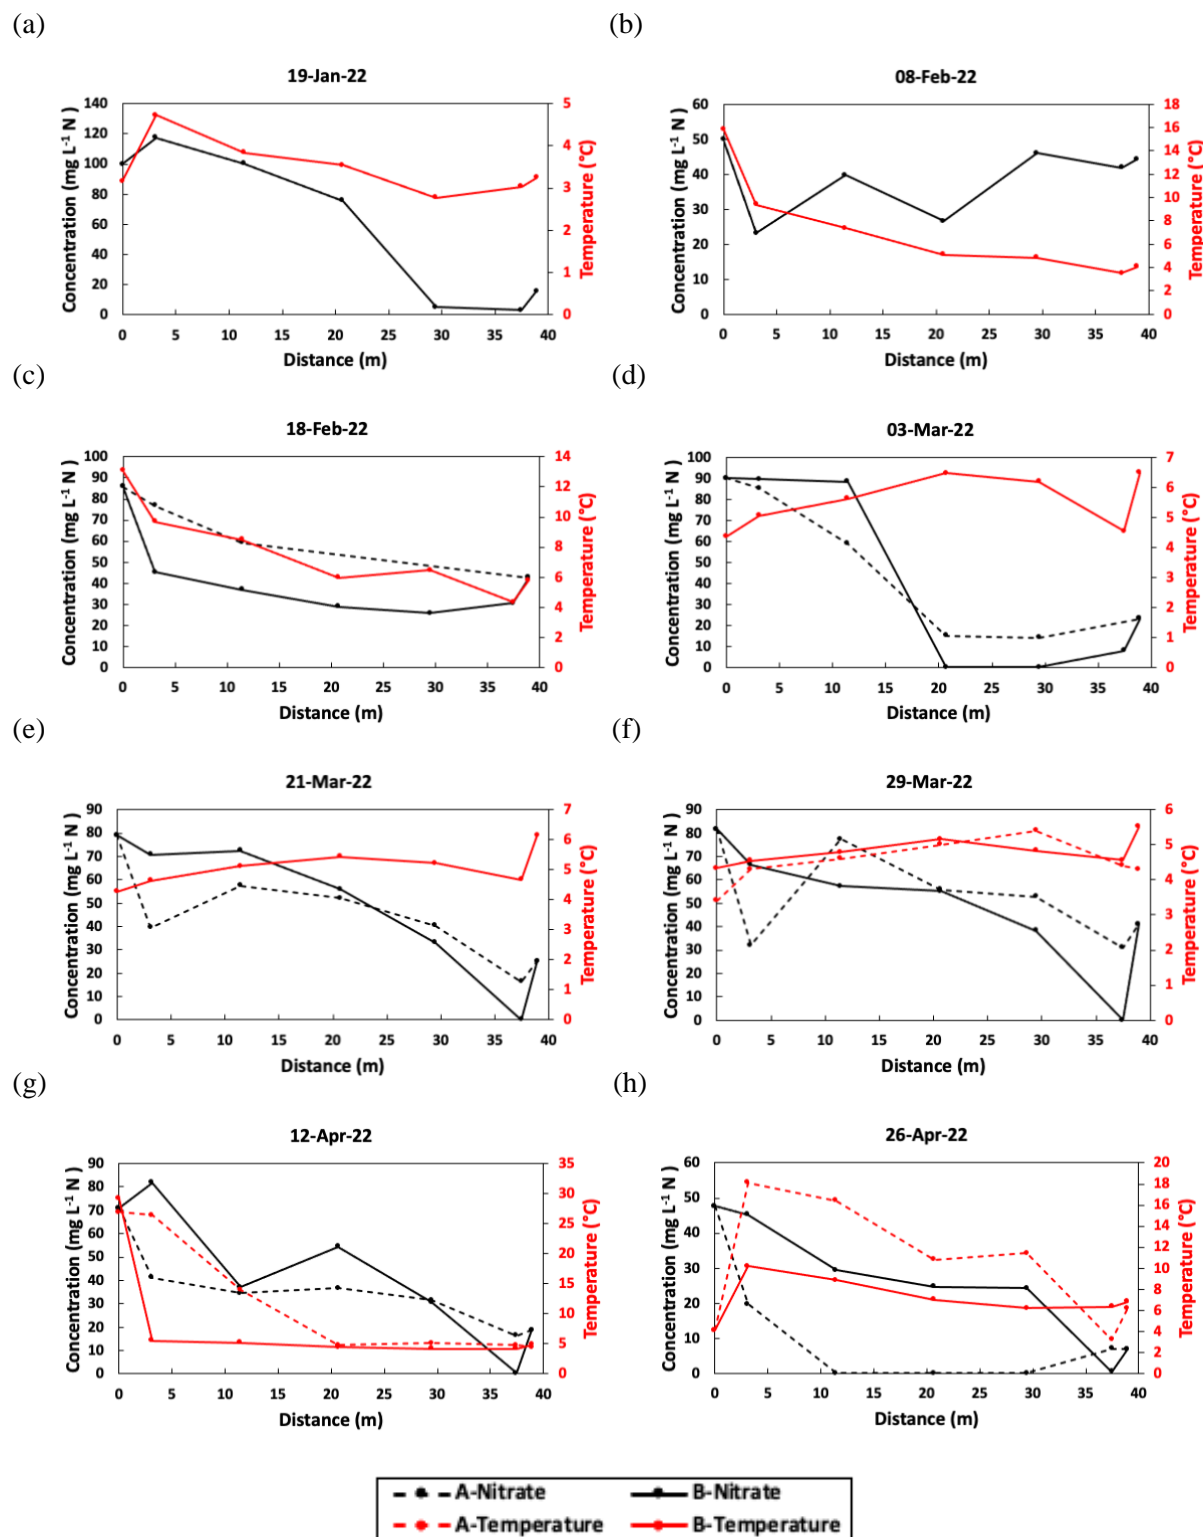 (a)
(b)
19-Jan-22
140
120
100
80
60
40
20
0
Concentration (mg L⁻¹ N )
5
4
3
2
1
0
Temperature (°C)
0 5 10 15 20 25 30 35 40
Distance (m)
08-Feb-22
60
50
40
30
20
10
0
Concentration (mg L⁻¹ N )
18
16
14
12
10
8
6
4
2
0
Temperature (°C)
0 5 10 15 20 25 30 35 40
Distance (m)
(c)
(d)
18-Feb-22
100
90
80
70
60
50
40
30
20
10
0
Concentration (mg L⁻¹ N )
14
12
10
8
6
4
2
0
Temperature (°C)
0 5 10 15 20 25 30 35 40
Distance (m)
03-Mar-22
100
90
80
70
60
50
40
30
20
10
0
Concentration (mg L⁻¹ N )
7
6
5
4
3
2
1
0
Temperature (°C)
0 5 10 15 20 25 30 35 40
Distance (m)
(e)
(f)
21-Mar-22
90
80
70
60
50
40
30
20
10
0
Concentration (mg L⁻¹ N )
7
6
5
4
3
2
1
0
Temperature (°C)
0 5 10 15 20 25 30 35 40
Distance (m)
29-Mar-22
90
80
70
60
50
40
30
20
10
0
Concentration (mg L⁻¹ N )
6
5
4
3
2
1
0
Temperature (°C)
0 5 10 15 20 25 30 35 40
Distance (m)
(g)
(h)
12-Apr-22
90
80
70
60
50
40
30
20
10
0
Concentration (mg L⁻¹ N )
35
30
25
20
15
10
5
0
Temperature (°C)
0 5 10 15 20 25 30 35 40
Distance (m)
26-Apr-22
60
50
40
30
20
10
0
Concentration (mg L⁻¹ N )
20
18
16
14
12
10
8
6
4
2
0
Temperature (°C)
0 5 10 15 20 25 30 35 40
Distance (m)
A-Nitrate B-Nitrate
A-Temperature B-Temperature